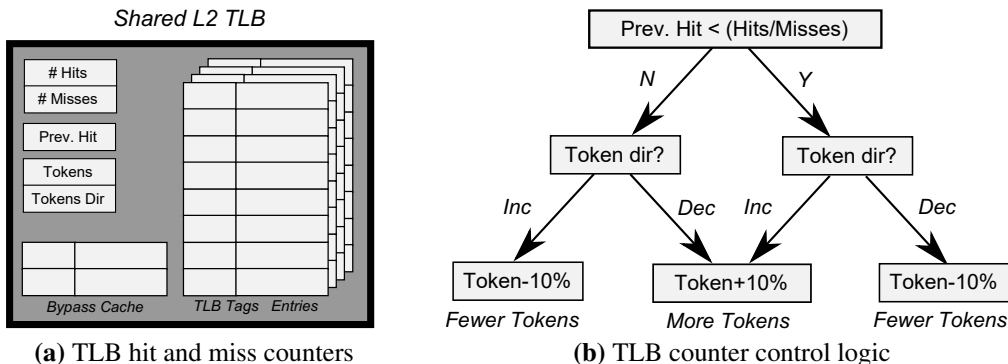 Shared L2 TLB
# Hits
# Misses
Prev. Hit
Tokens
Tokens Dir
Bypass Cache
TLB Tags
Entries
(a) TLB hit and miss counters
Prev. Hit < (Hits/Misses)
N
Y
Token dir?
Token dir?
Inc
Dec
Inc
Dec
Token-10%
Token+10%
Token-10%
Fewer Tokens
More Tokens
Fewer Tokens
(b) TLB counter control logic